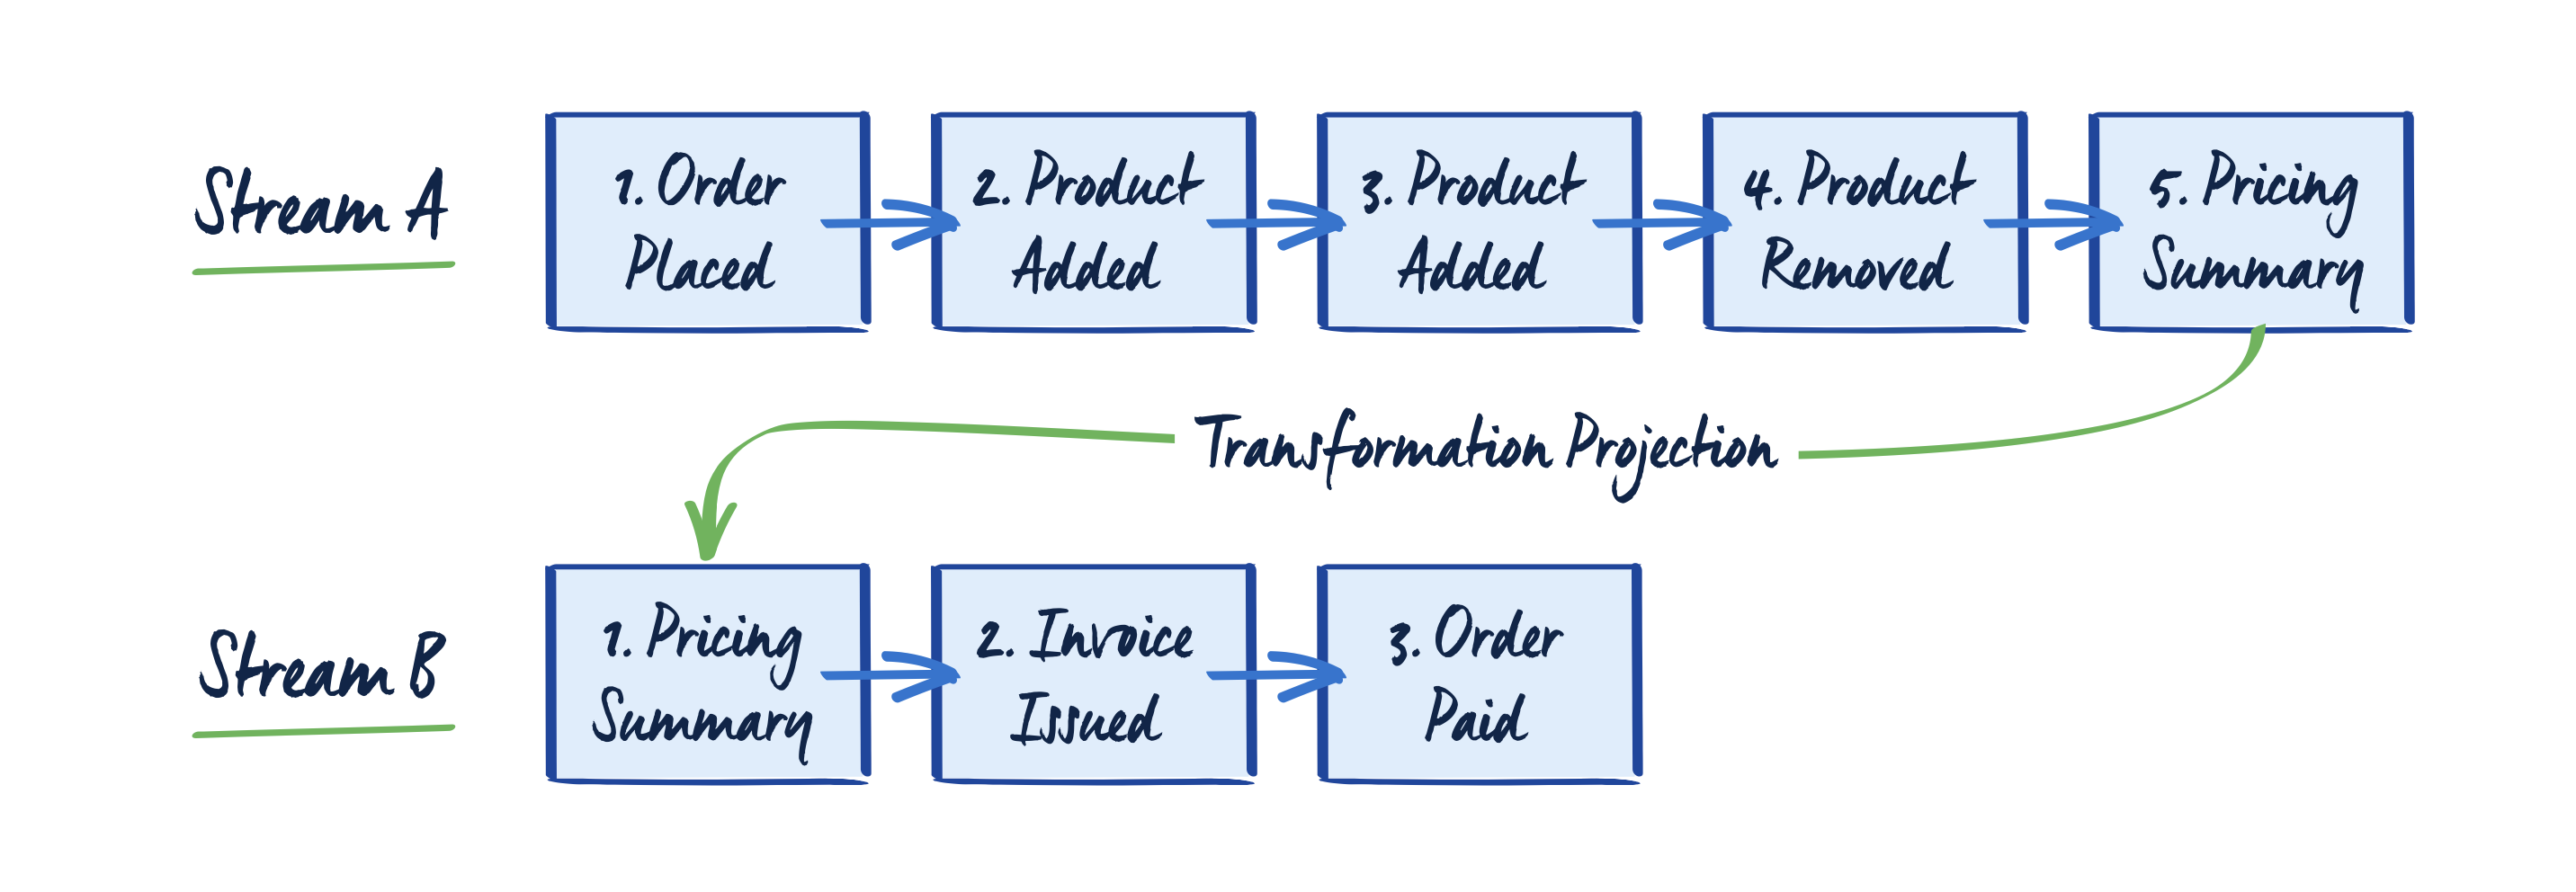 Stream A
1. Order
Placed
2. Product
Added
3. Product
Added
4. Product
Removed
5. Pricing
Summary
Transformation Projection
Stream B
1. Pricing
Summary
2. Invoice
Issued
3. Order
Paid